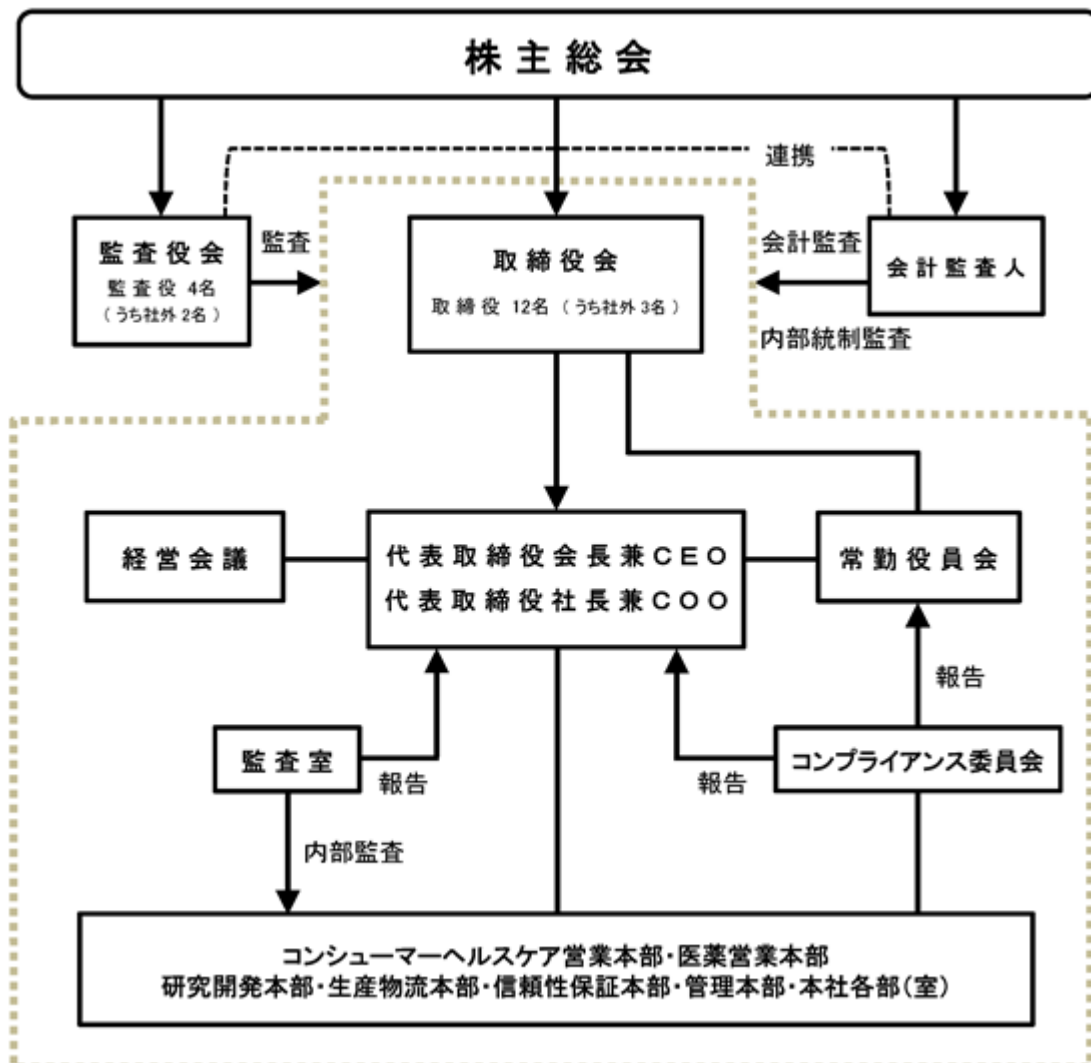 株主総会
連携
監査役会
監査役 4名
（うち社外2名）
監査
取締役会
取締役 12名（うち社外3名）
会計監査
会計監査人
内部統制監査
経営会議
代表取締役会長兼CEO
代表取締役社長兼COO
常勤役員会
報告
監査室
報告
報告
コンプライアンス委員会
内部監査
コンシューマーヘルスケア営業本部・医薬営業本部
研究開発本部・生産物流本部・信頼性保証本部・管理本部・本社各部（室）